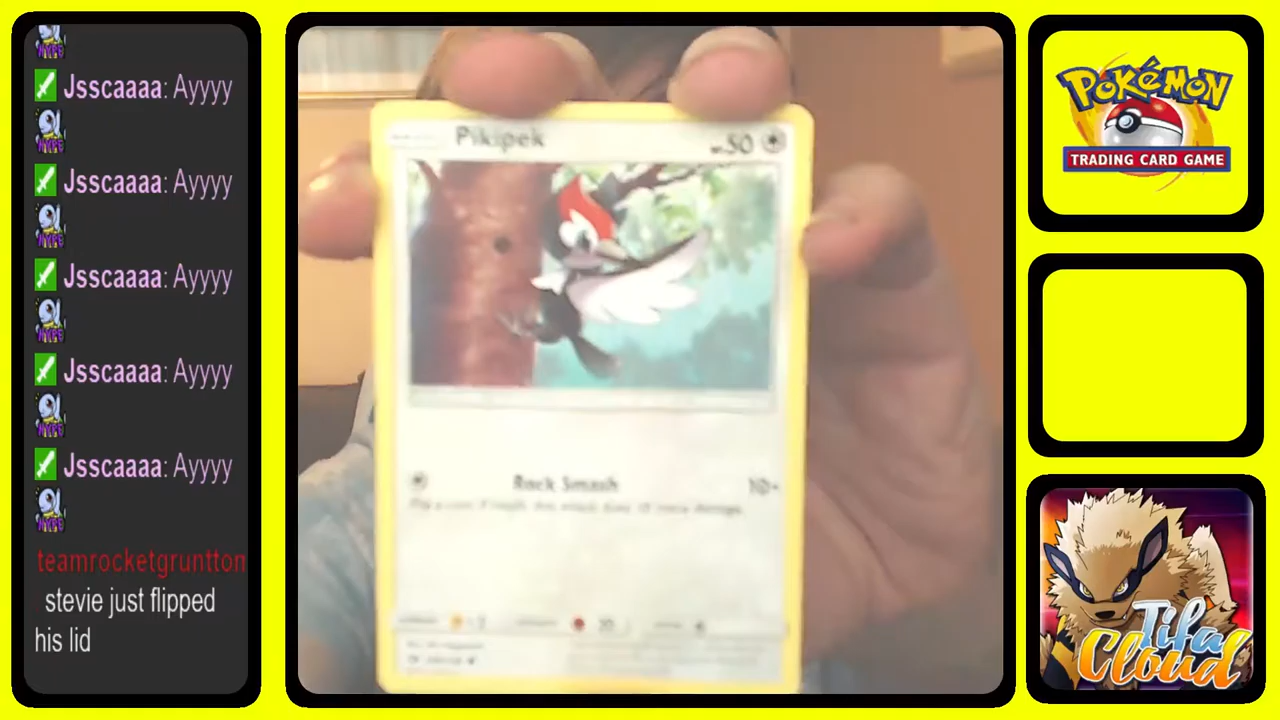 Jsscaaaa: Ayyyy
Jsscaaaa: Ayyyy
Jsscaaaa: Ayyyy
Jsscaaaa: Ayyyy
Jsscaaaa: Ayyyy
teamrocketgruntton
stevie just flipped
his lid
Pikipek
50
Rock Smash 10+
POKÉMON
TRADING CARD GAME
Tifa
Cloud